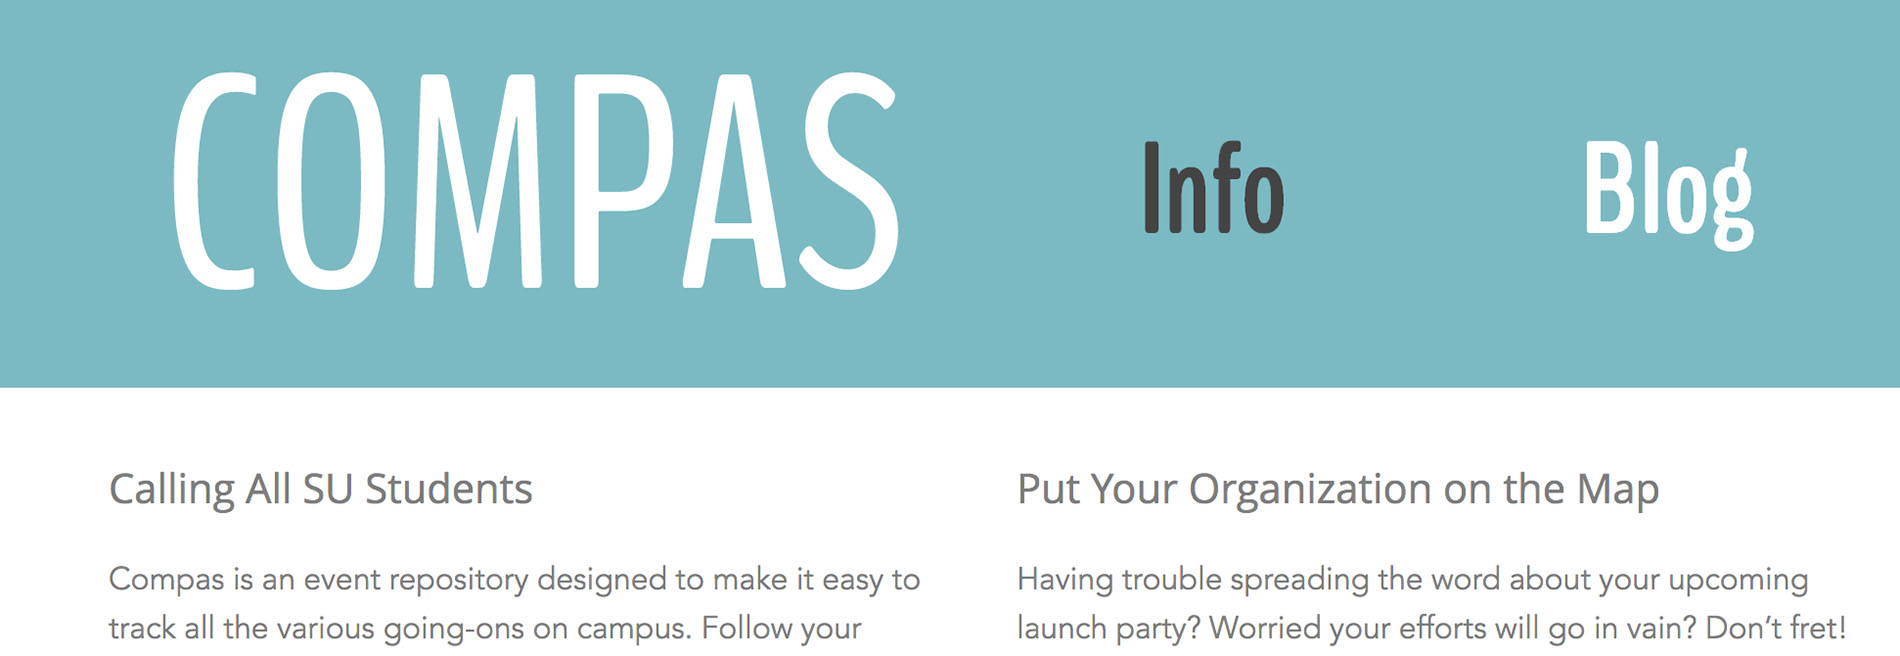 COMPAS
Info
Blog
Calling All SU Students
Compas is an event repository designed to make it easy to
track all the various going-ons on campus. Follow your
Put Your Organization on the Map
Having trouble spreading the word about your upcoming
launch party? Worried your efforts will go in vain? Don’t fret!